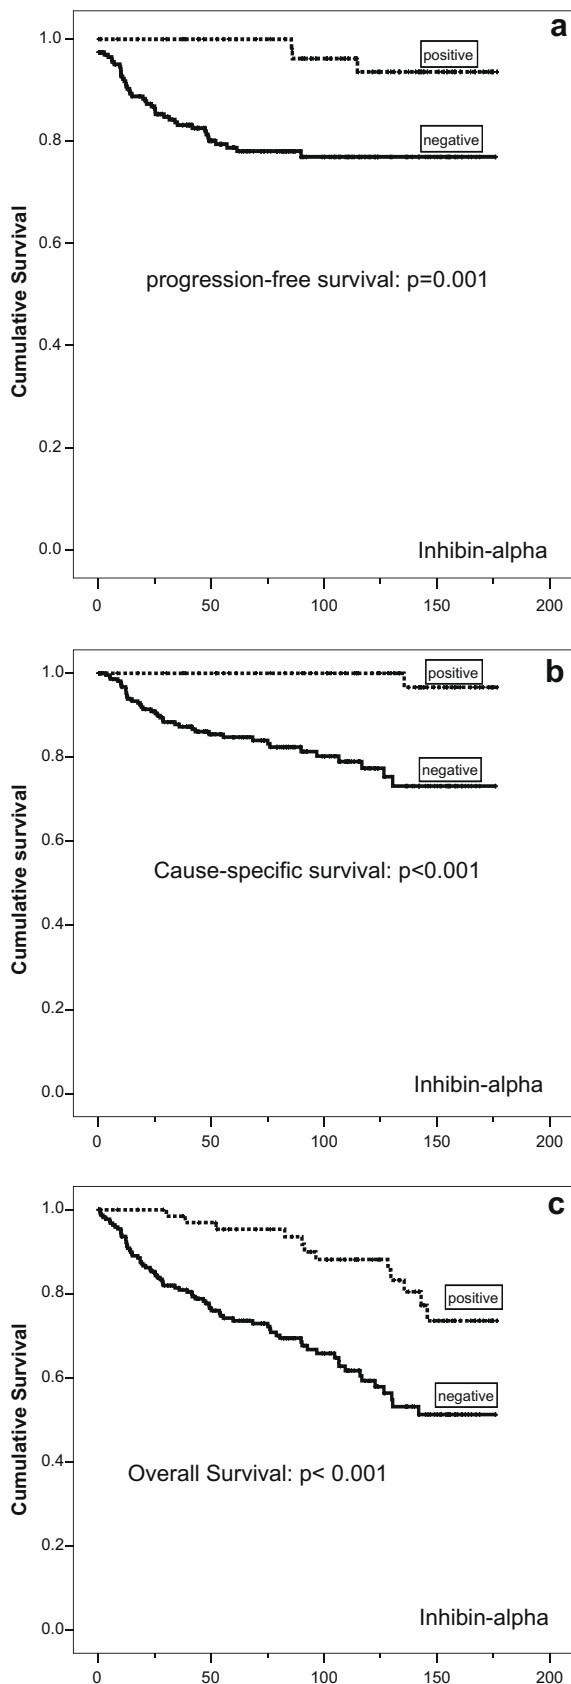 a
1.0
positive
0.8
negative
0.6
progression-free survival: p=0.001
0.4
0.2
0.0
Inhibin-alpha
Cumulative Survival
0 50 100 150 200
b
1.0
positive
0.8
negative
0.6
Cause-specific survival: p<0.001
0.4
0.2
0.0
Inhibin-alpha
Cumulative survival
0 50 100 150 200
c
1.0
0.8
positive
0.6
negative
0.4
Overall Survival: p< 0.001
0.2
0.0
Inhibin-alpha
Cumulative Survival
0 50 100 150 200